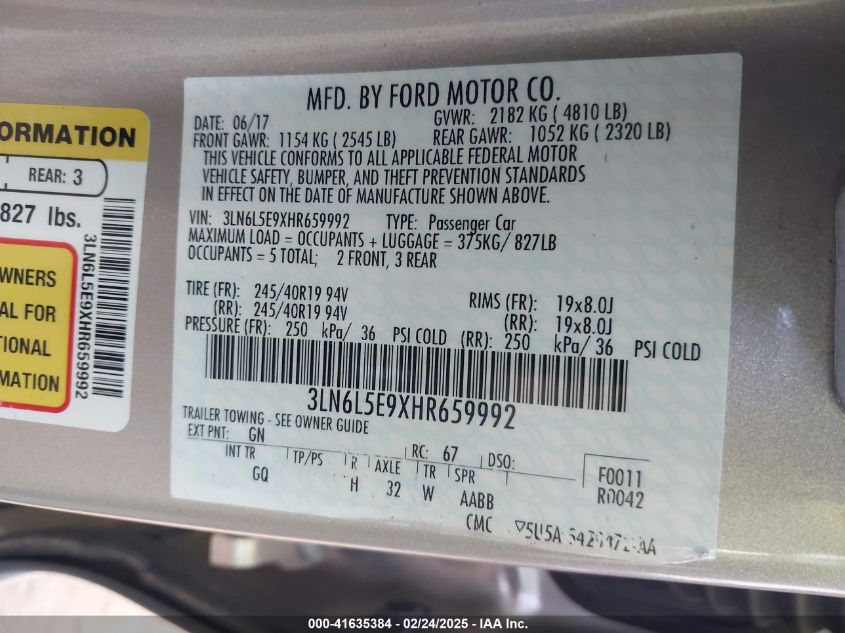 ORMATION
REAR: 3
827 lbs.
3LN6L5E9XHR659992
WNERS
AL FOR
TIONAL
MATION
MFD. BY FORD MOTOR CO.
DATE: 06/17 GVWR: 2182 KG ( 4810 LB)
FRONT GAWR: 1154 KG ( 2545 LB) REAR GAWR: 1052 KG ( 2320 LB)
THIS VEHICLE CONFORMS TO ALL APPLICABLE FEDERAL MOTOR
VEHICLE SAFETY, BUMPER, AND THEFT PREVENTION STANDARDS
IN EFFECT ON THE DATE OF MANUFACTURE SHOWN ABOVE.
VIN: 3LN6L5E9XHR659992 TYPE: Passenger Car
MAXIMUM LOAD = OCCUPANTS + LUGGAGE = 375KG/ 827LB
OCCUPANTS = 5 TOTAL; 2 FRONT, 3 REAR
TIRE (FR): 245/40R19 94V RIMS (FR): 19x8.0J
(RR): 245/40R19 94V (RR): 19x8.0J
PRESSURE (FR): 250 kPa/ 36 PSI COLD (RR): 250 kPa/ 36 PSI COLD
3LN6L5E9XHR659992
TRAILER TOWING - SEE OWNER GUIDE
EXT PNT: GN RC: 67 DSO:
INT TR TP/PS R AXLE TR SPR F0011
GQ H 32 W AABB R0042
CMC
000-41635384 - 02/24/2025 - IAA Inc.